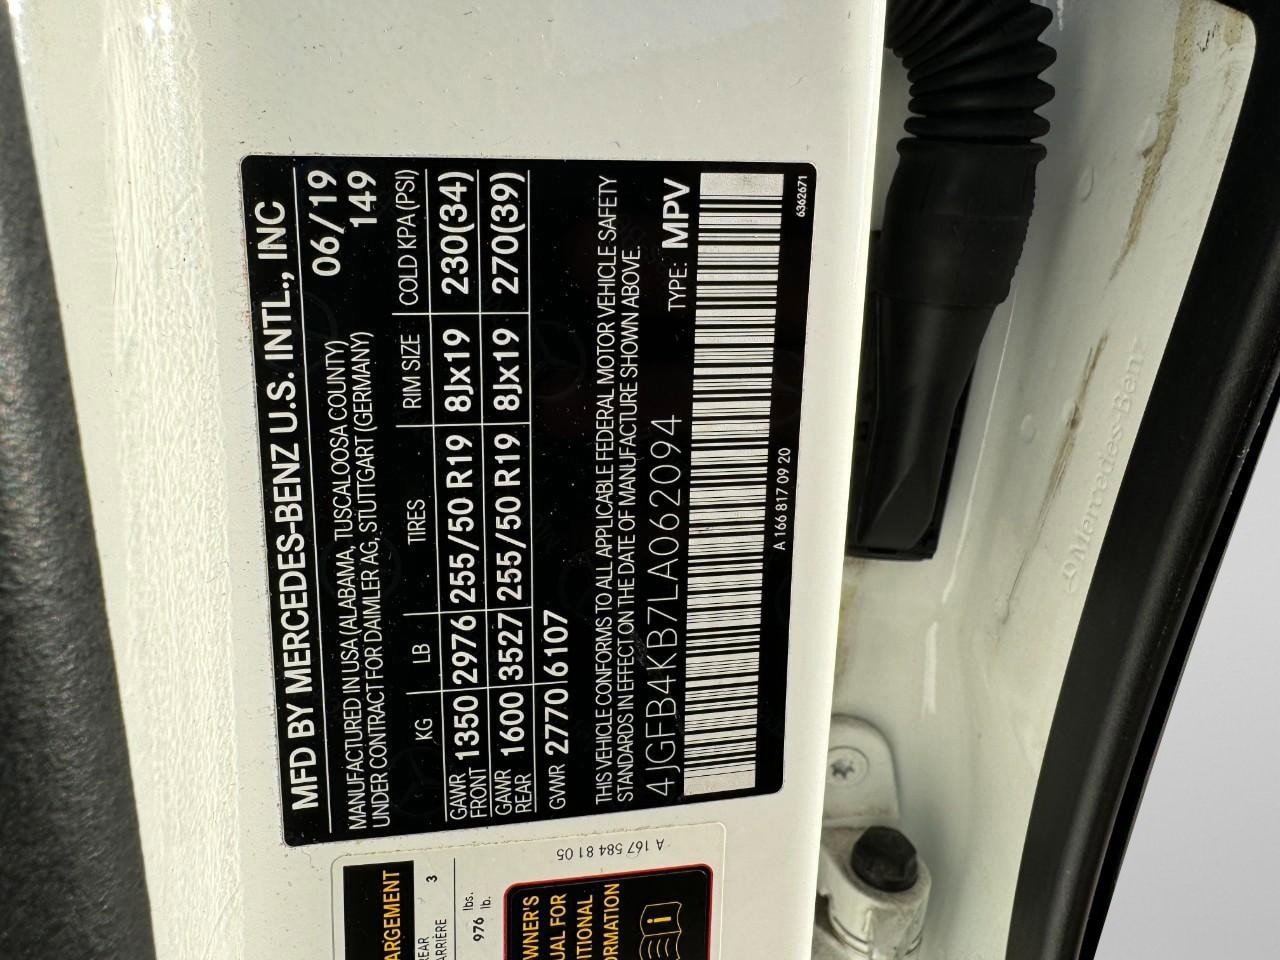 MFD BY MERCEDES-BENZ U.S. INTL., INC
MANUFACTURED IN USA (ALABAMA, TUSCALOOSA COUNTY) 06/19
UNDER CONTRACT FOR DAIMLER AG, STUTTGART (GERMANY) 149
KG LB TIRES RIM SIZE COLD KPA (PSI)
GAWR FRONT 1350 2976 255/50 R19 8Jx19 230(34)
GAWR REAR 1600 3527 255/50 R19 8Jx19 270(39)
GVWR 2770 6107
THIS VEHICLE CONFORMS TO ALL APPLICABLE FEDERAL MOTOR VEHICLE SAFETY
STANDARDS IN EFFECT ON THE DATE OF MANUFACTURE SHOWN ABOVE.
4JGFB4KB7LA062094 TYPE: MPV
A 166 817 09 20
6362671
A 167 584 81 05
ARGEMENT
3
EAR
ARRIÈRE
976 lbs.
lb.
WNER'S
UAL FOR
ITIONAL
ORMATION
i
Mercedes-Benz